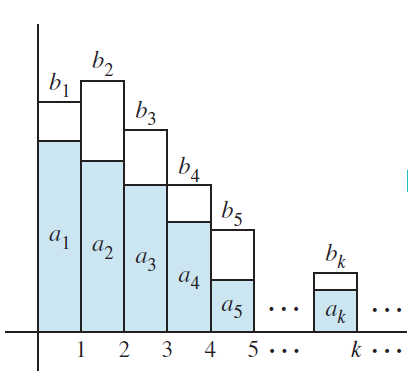 b₁ b₂ b₃ b₄ b₅ bₖ
a₁ a₂ a₃ a₄ a₅ ··· aₖ ···
1 2 3 4 5 ··· k ···